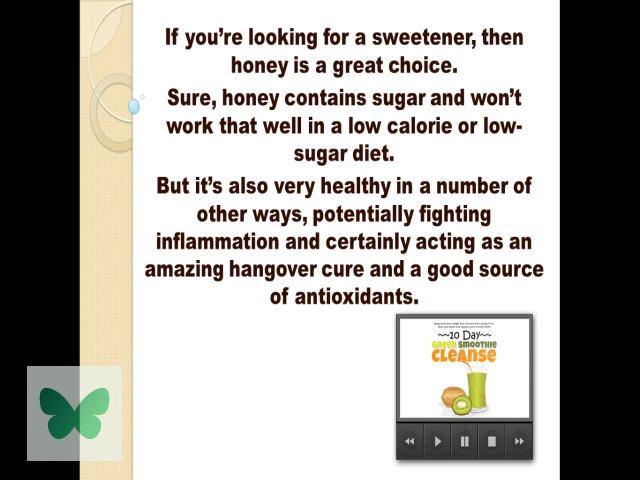 If you’re looking for a sweetener, then
honey is a great choice.
Sure, honey contains sugar and won’t
work that well in a low calorie or low-
sugar diet.
But it’s also very healthy in a number of
other ways, potentially fighting
inflammation and certainly acting as an
amazing hangover cure and a good source
of antioxidants.
~~10 Day~~
GREEN SMOOTHIE
CLEANSE